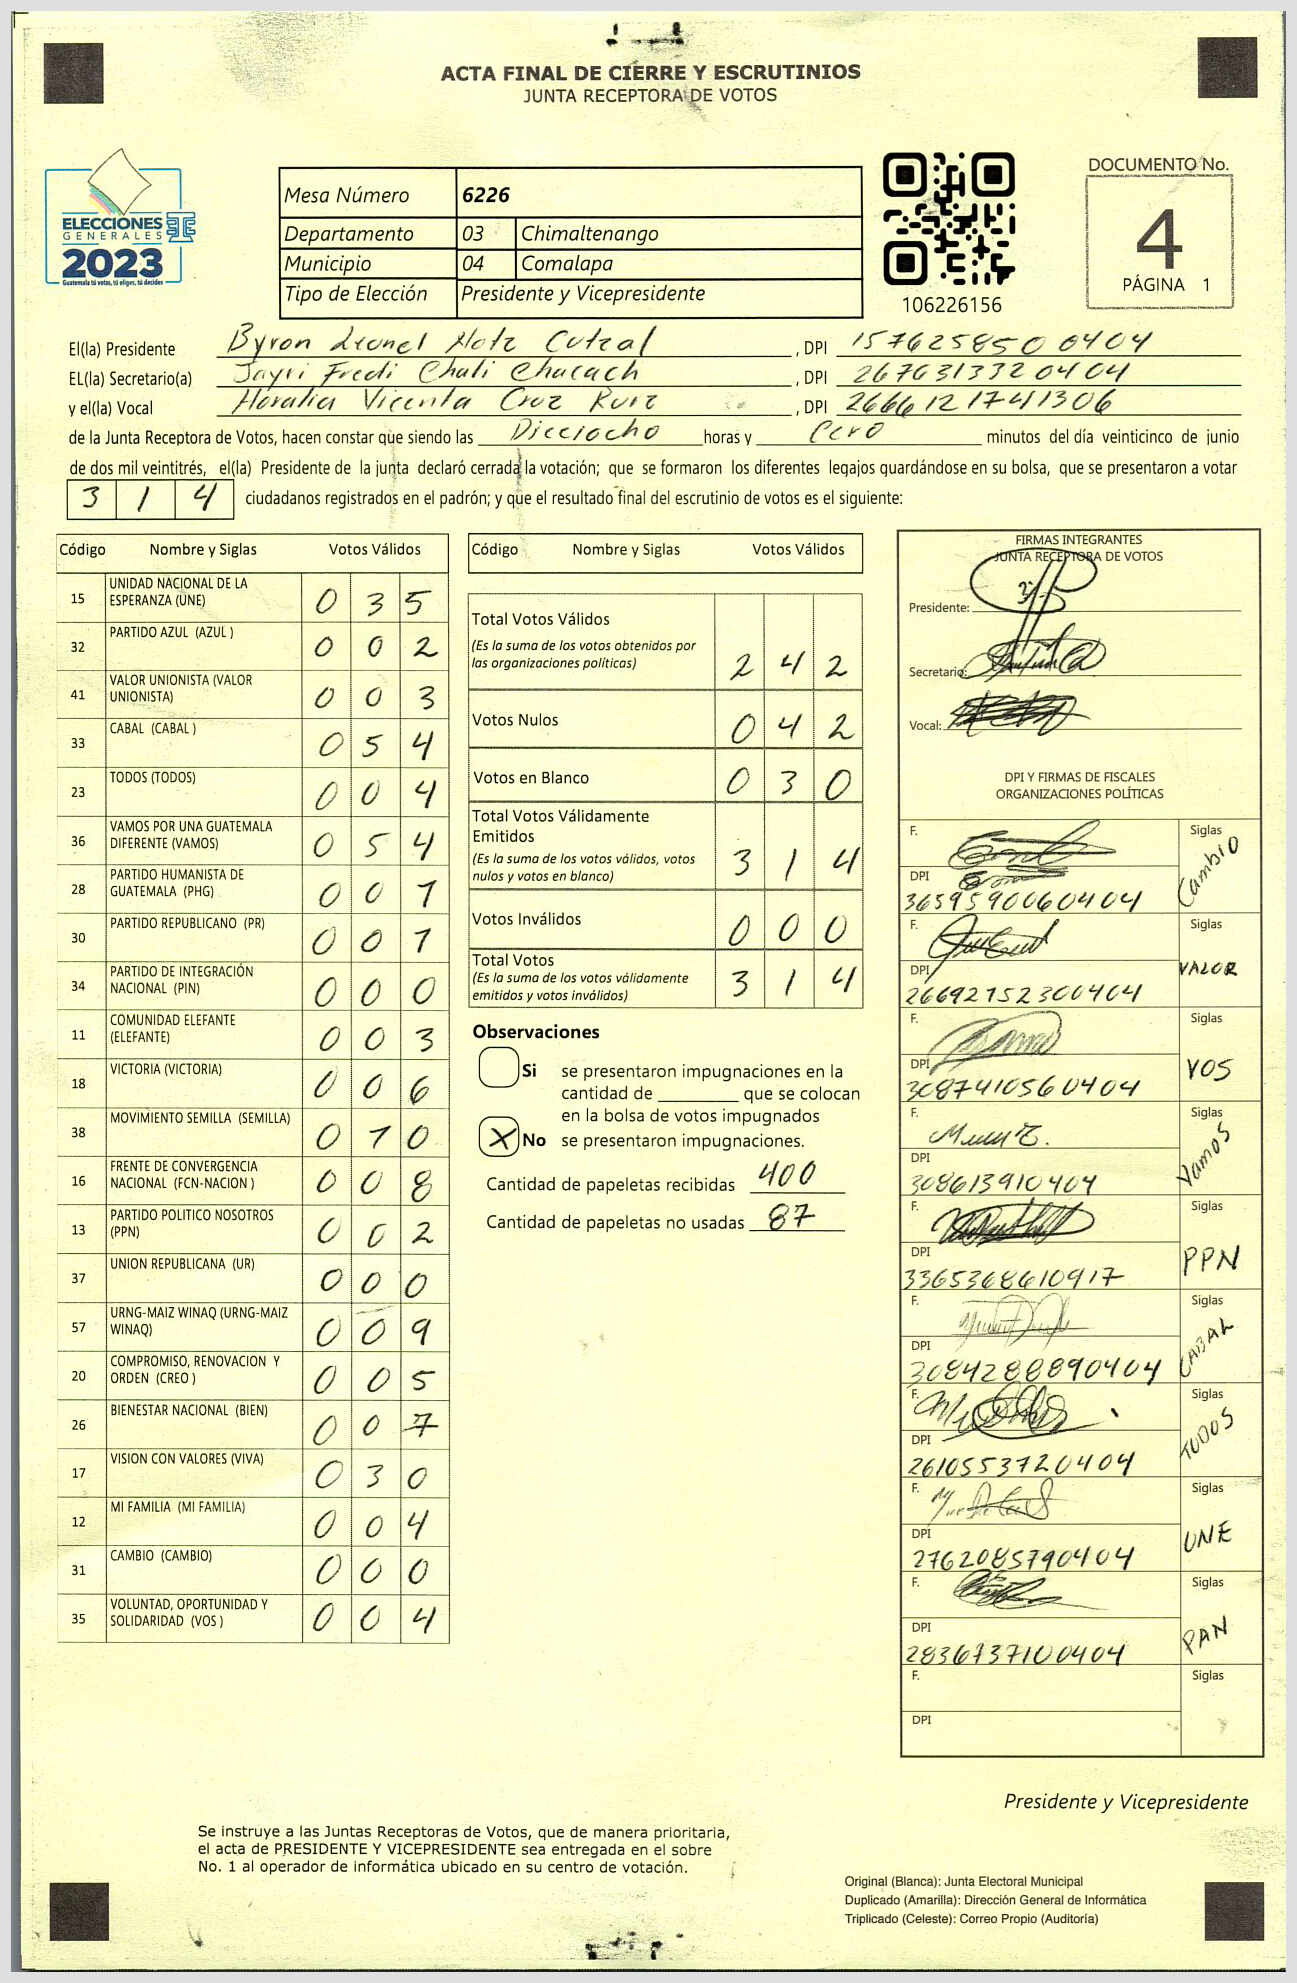 ACTA FINAL DE CIERRE Y ESCRUTINIOS
JUNTA RECEPTORA DE VOTOS
ELECCIONES
GENERALES
2023
Guatemala tú votas, tú eliges, tú decides
Mesa Número 6226
Departamento 03 Chimaltenango
Municipio 04 Comalapa
Tipo de Elección Presidente y Vicepresidente
106226156
DOCUMENTO No.
4
PÁGINA 1
El(la) Presidente Byron Leonel Cutzal, DPI 1576258500404
EL(la) Secretario(a) Fredi Chali Chacach, DPI 2676313320404
y el(la) Vocal Vicenta Cruz Ruiz, DPI 2666121741306
de la Junta Receptora de Votos, hacen constar que siendo las Dieciocho horas y Cero minutos del día veinticinco de junio
de dos mil veintitrés, el(la) Presidente de la junta declaró cerrada la votación; que se formaron los diferentes legajos guardándose en su bolsa, que se presentaron a votar
3 1 4 ciudadanos registrados en el padrón; y que el resultado final del escrutinio de votos es el siguiente:
Código Nombre y Siglas Votos Válidos
15 UNIDAD NACIONAL DE LA ESPERANZA (UNE) 0 3 5
32 PARTIDO AZUL (AZUL ) 0 0 2
41 VALOR UNIONISTA (VALOR UNIONISTA) 0 0 3
33 CABAL (CABAL ) 0 5 4
23 TODOS (TODOS) 0 0 4
36 VAMOS POR UNA GUATEMALA DIFERENTE (VAMOS) 0 5 4
28 PARTIDO HUMANISTA DE GUATEMALA (PHG) 0 0 1
30 PARTIDO REPUBLICANO (PR) 0 0 1
34 PARTIDO DE INTEGRACIÓN NACIONAL (PIN) 0 0 0
11 COMUNIDAD ELEFANTE (ELEFANTE) 0 0 3
18 VICTORIA (VICTORIA) 0 0 6
38 MOVIMIENTO SEMILLA (SEMILLA) 0 1 0
16 FRENTE DE CONVERGENCIA NACIONAL (FCN-NACION ) 0 0 8
13 PARTIDO POLITICO NOSOTROS (PPN) 0 0 2
37 UNION REPUBLICANA (UR) 0 0 0
57 URNG-MAIZ WINAQ (URNG-MAIZ WINAQ) 0 0 9
20 COMPROMISO, RENOVACION Y ORDEN (CREO ) 0 0 5
26 BIENESTAR NACIONAL (BIEN) 0 0 7
17 VISION CON VALORES (VIVA) 0 3 0
12 MI FAMILIA (MI FAMILIA) 0 0 4
31 CAMBIO (CAMBIO) 0 0 0
35 VOLUNTAD, OPORTUNIDAD Y SOLIDARIDAD (VOS ) 0 0 4
Código Nombre y Siglas Votos Válidos
Total Votos Válidos
(Es la suma de los votos obtenidos por
las organizaciones políticas) 2 4 2
Votos Nulos 0 4 2
Votos en Blanco 0 3 0
Total Votos Válidamente
Emitidos
(Es la suma de los votos válidos, votos
nulos y votos en blanco) 3 1 4
Votos Inválidos 0 0 0
Total Votos
(Es la suma de los votos válidamente
emitidos y votos inválidos) 3 1 4
Observaciones
Si se presentaron impugnaciones en la
cantidad de que se colocan
en la bolsa de votos impugnados
X No se presentaron impugnaciones.
Cantidad de papeletas recibidas 400
Cantidad de papeletas no usadas 87
FIRMAS INTEGRANTES
JUNTA RECEPTORA DE VOTOS
Presidente:
Secretario:
Vocal:
DPI Y FIRMAS DE FISCALES
ORGANIZACIONES POLÍTICAS
F. Siglas Cambio
DPI 3659590060404
F. Siglas VALOR
DPI 26692152300404
F. Siglas VOS
DPI 3087410560404
F. Siglas Vamos
DPI 308613910404
F. Siglas PPN
DPI 3365368610917
F. Siglas CABAL
DPI 3084288890404
F. Siglas TODOS
DPI 2610553720404
F. Siglas UNE
DPI 2762085790404
F. Siglas PAN
DPI 2836737100404
F. Siglas
DPI
Presidente y Vicepresidente
Se instruye a las Juntas Receptoras de Votos, que de manera prioritaria,
el acta de PRESIDENTE Y VICEPRESIDENTE sea entregada en el sobre
No. 1 al operador de informática ubicado en su centro de votación.
Original (Blanca): Junta Electoral Municipal
Duplicado (Amarilla): Dirección General de Informática
Triplicado (Celeste): Correo Propio (Auditoría)